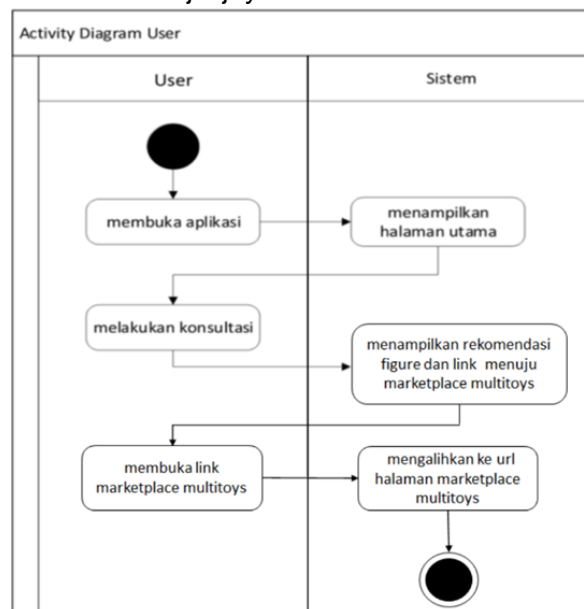 Activity Diagram User
User
Sistem
membuka aplikasi
menampilkan
halaman utama
melakukan konsultasi
menampilkan rekomendasi
figure dan link menuju
marketplace multitoys
membuka link
marketplace multitoys
mengalihkan ke url
halaman marketplace
multitoys